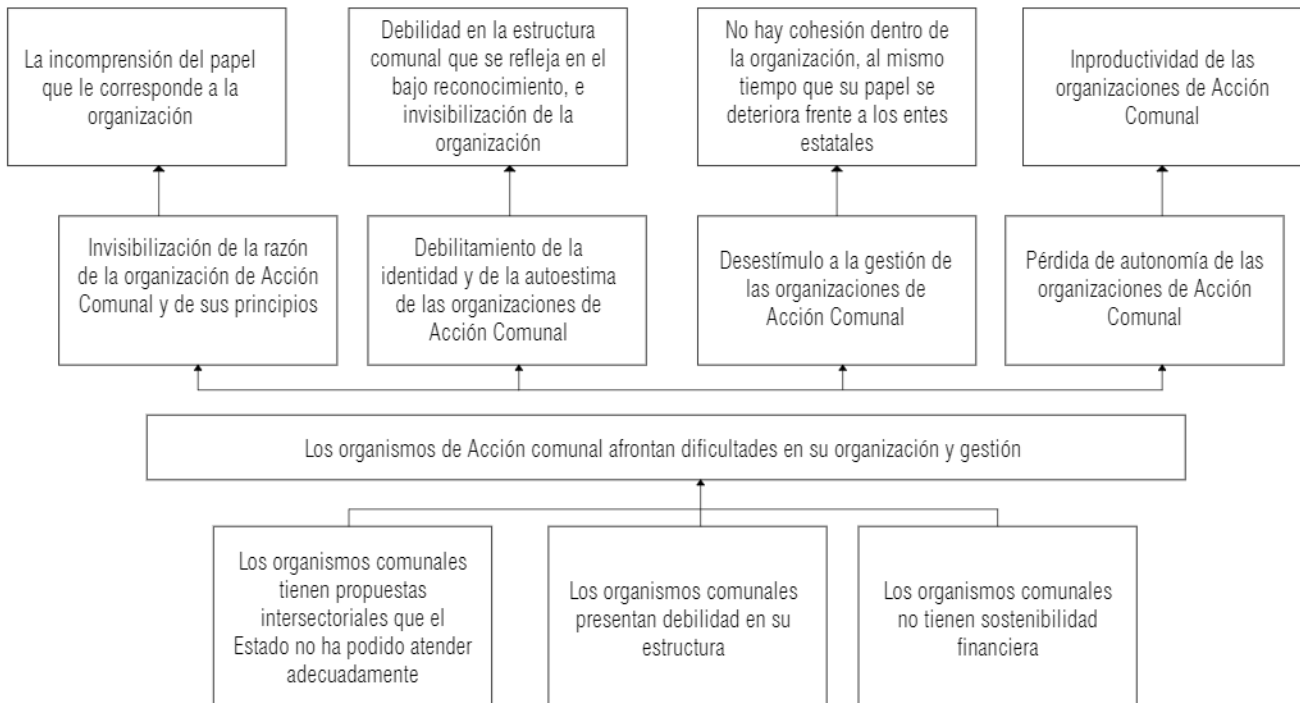 La incomprensión del papel
que le corresponde a la
organización
Debilidad en la estructura
comunal que se refleja en el
bajo reconocimiento, e
invisibilización de la
organización
No hay cohesión dentro de
la organización, al mismo
tiempo que su papel se
deteriora frente a los entes
estatales
Inproductividad de las
organizaciones de Acción
Comunal
Invisibilización de la razón
de la organización de Acción
Comunal y de sus principios
Debilitamiento de la
identidad y de la autoestima
de las organizaciones de
Acción Comunal
Desestímulo a la gestión de
las organizaciones de
Acción Comunal
Pérdida de autonomía de las
organizaciones de Acción
Comunal
Los organismos de Acción comunal afrontan dificultades en su organización y gestión
Los organismos comunales
tienen propuestas
intersectoriales que el
Estado no ha podido atender
adecuadamente
Los organismos comunales
presentan debilidad en su
estructura
Los organismos comunales
no tienen sostenibilidad
financiera